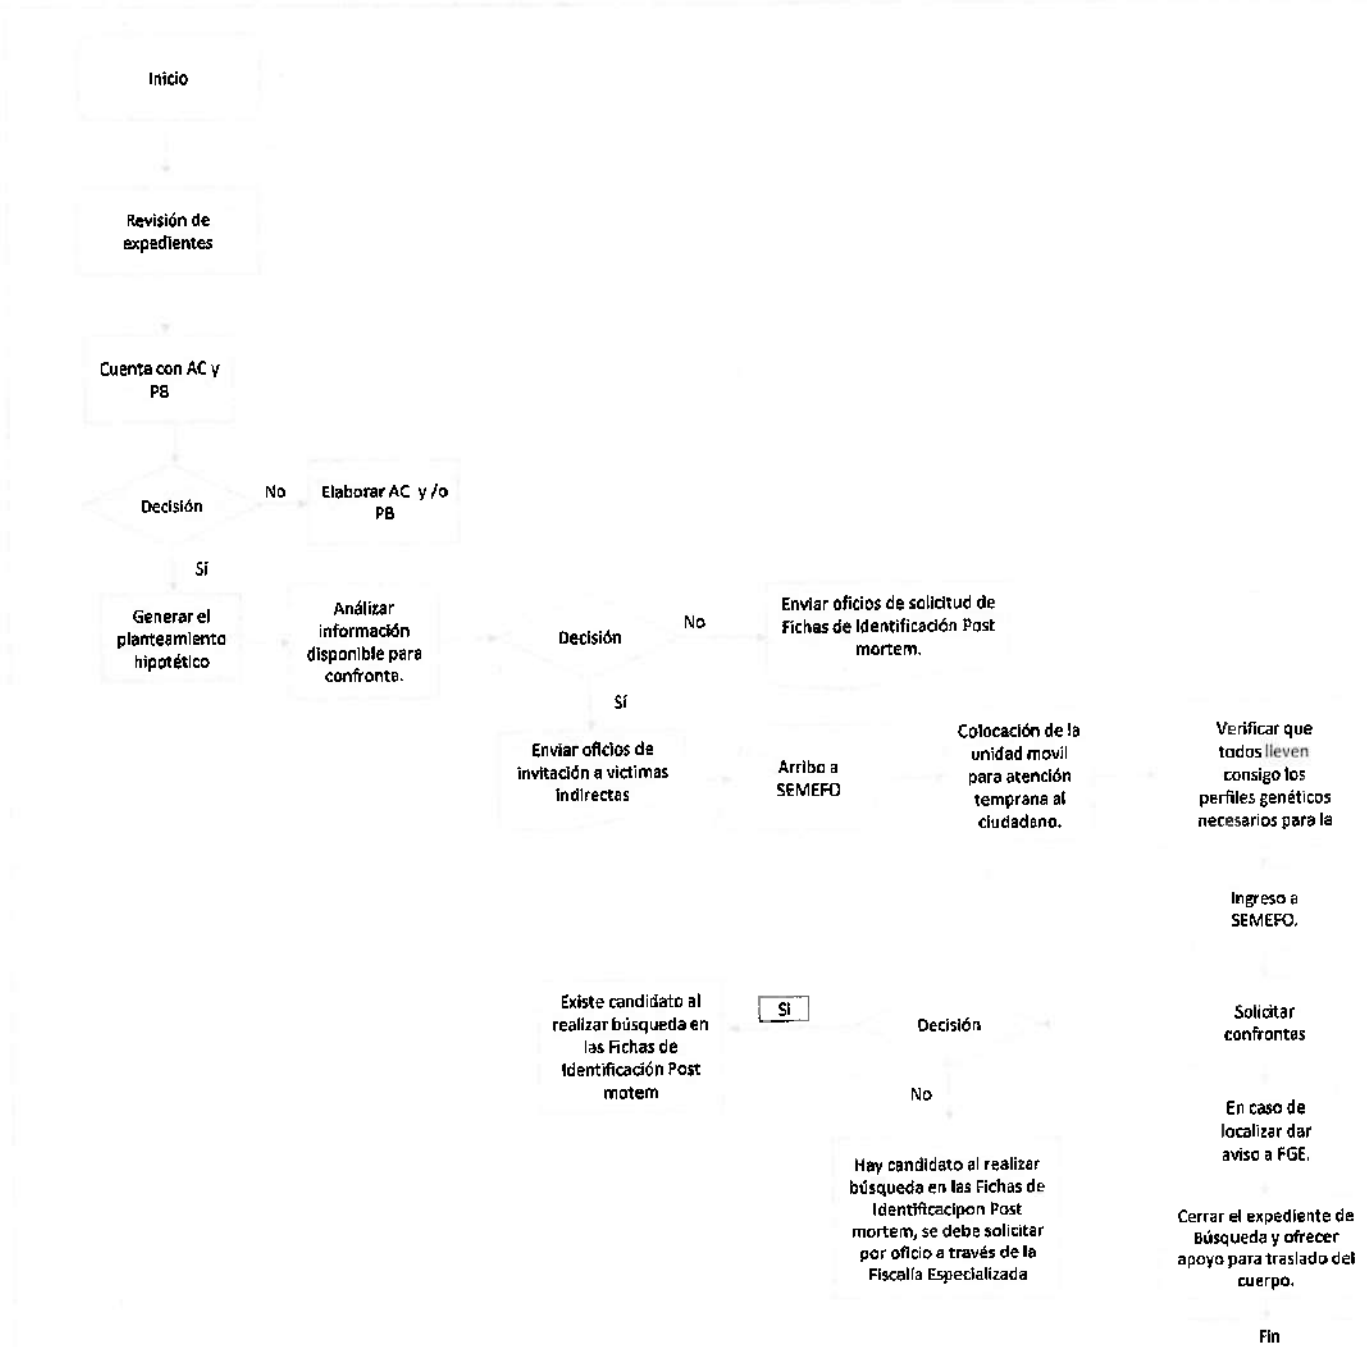 Inicio
Revisión de
expedientes
Cuenta con AC y
PB
Decisión
No
Elaborar AC y /o
PB
Sí
Generar el
planteamiento
hipotético
Análizar
información
disponible para
confronta.
Decisión
No
Enviar oficios de solicitud de
Fichas de Identificación Post
mortem.
Sí
Enviar oficios de
invitación a victimas
indirectas
Arribo a
SEMEFO
Colocación de la
unidad movil
para atención
temprana al
ciudadano.
Verificar que
todos lleven
consigo los
perfiles genéticos
necesarios para la
Ingreso a
SEMEFO.
Solicitar
confrontas
Decisión
Si
Existe candidato al
realizar búsqueda en
las Fichas de
Identificación Post
motem
No
Hay candidato al realizar
búsqueda en las Fichas de
Identificacipon Post
mortem, se debe solicitar
por oficio a través de la
Fiscalía Especializada
En caso de
localizar dar
aviso a FGE.
Cerrar el expediente de
Búsqueda y ofrecer
apoyo para traslado del
cuerpo.
Fin